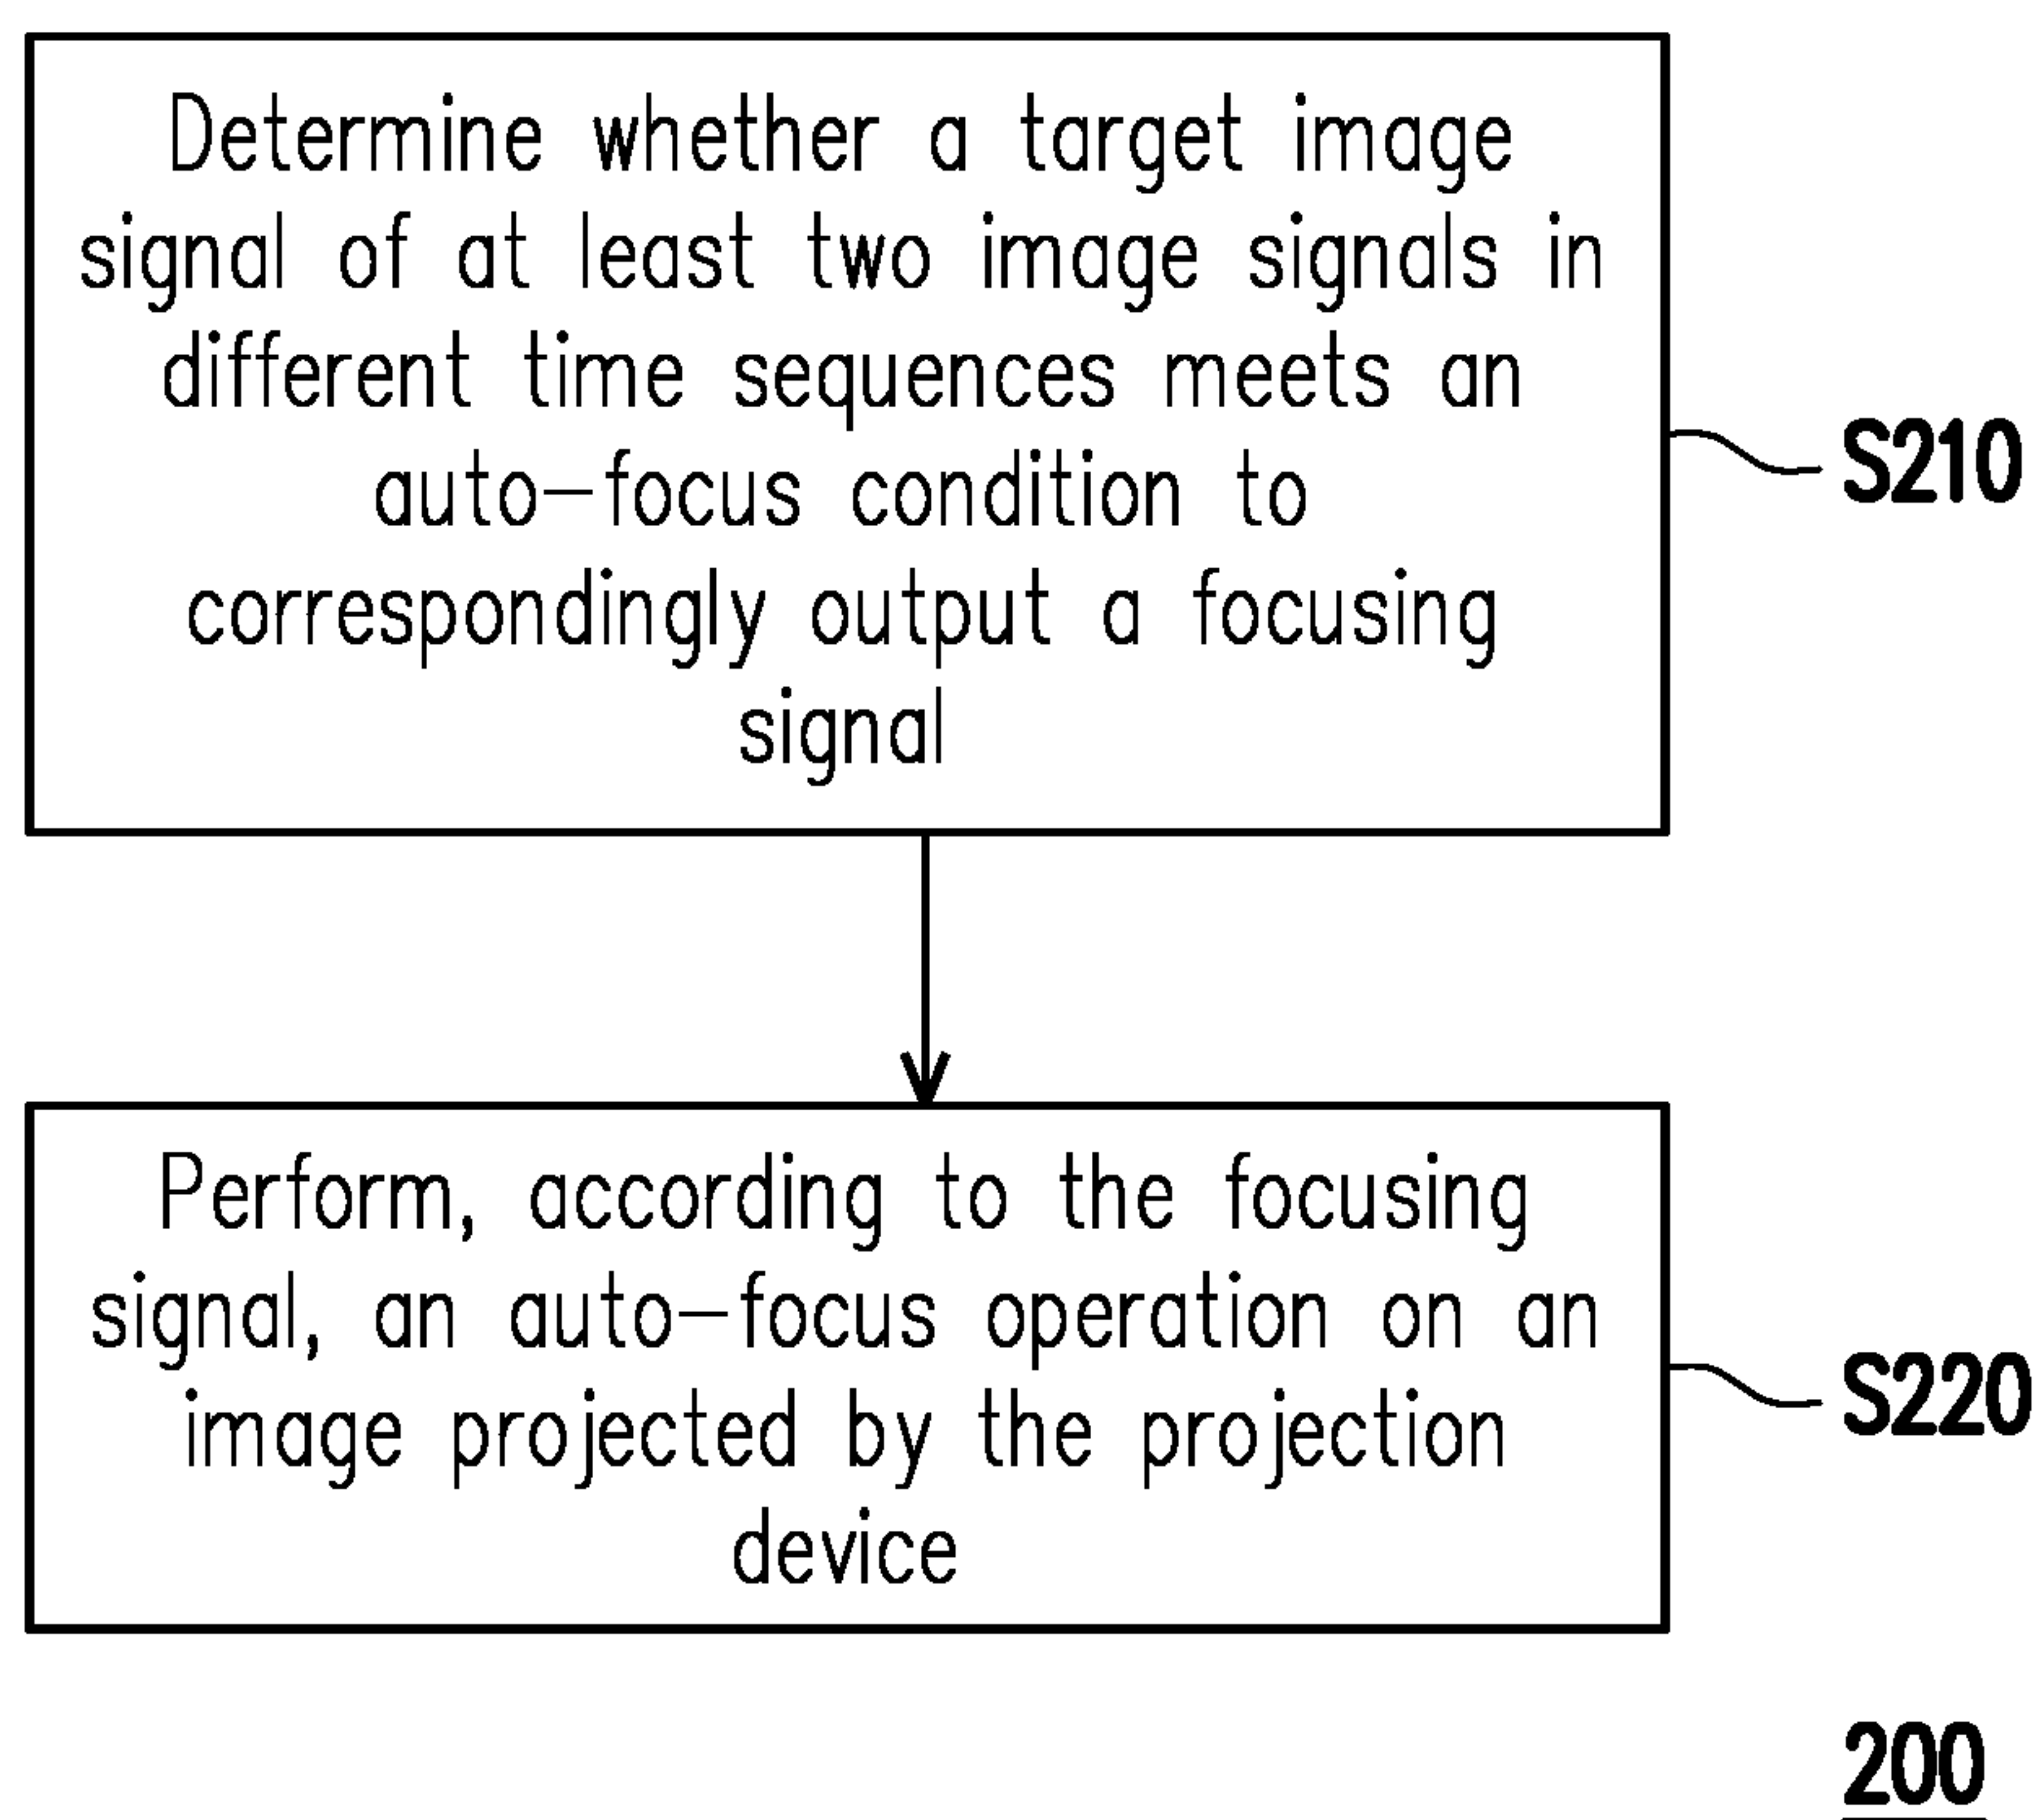 Determine whether a target image
signal of at least two image signals in
different time sequences meets an
auto-focus condition to
correspondingly output a focusing
signal
S210
Perform, according to the focusing
signal, an auto-focus operation on an
image projected by the projection
device
S220
200